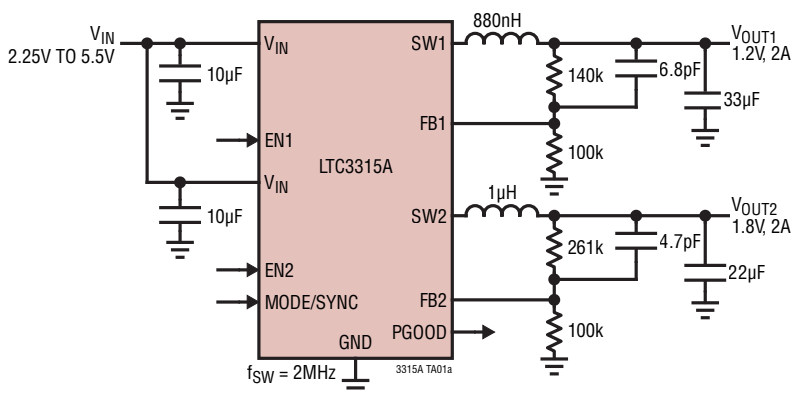 VIN
2.25V TO 5.5V
10µF
VIN
EN1
VIN
10µF
EN2
MODE/SYNC
GND
fSW = 2MHz
LTC3315A
SW1
FB1
SW2
FB2
PGOOD
3315A TA01a
880nH
140k
6.8pF
33µF
100k
VOUT1
1.2V, 2A
1µH
261k
4.7pF
22µF
100k
VOUT2
1.8V, 2A